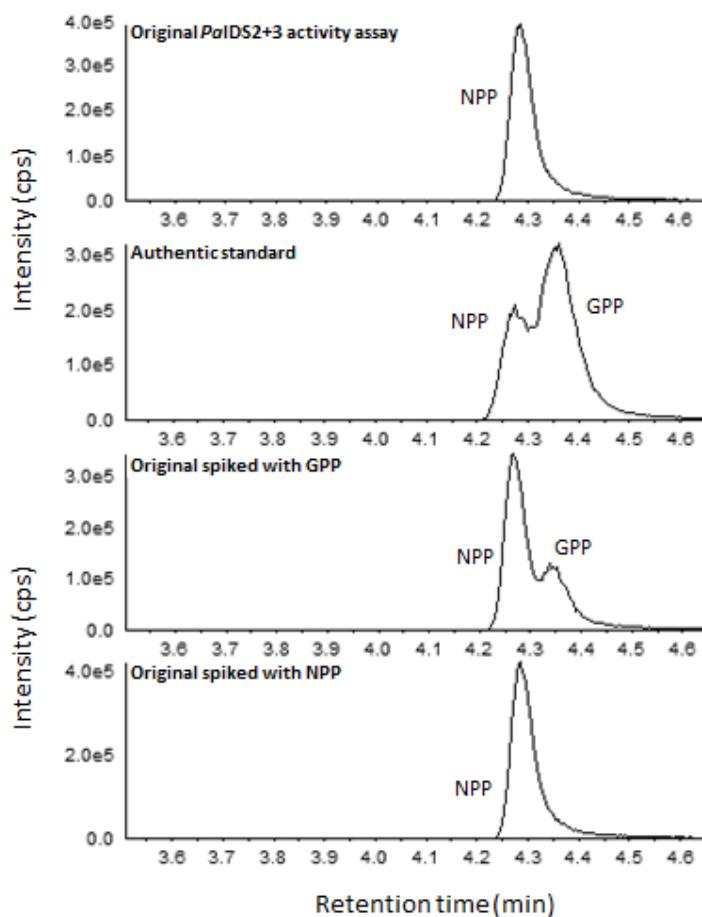 Original PaIDS2+3 activity assay
4.0e5
3.0e5
2.0e5
1.0e5
0.0
NPP
3.6 3.7 3.8 3.9 4.0 4.1 4.2 4.3 4.4 4.5 4.6
Authentic standard
3.0e5
2.0e5
1.0e5
0.0
NPP
GPP
3.6 3.7 3.8 3.9 4.0 4.1 4.2 4.3 4.4 4.5 4.6
Intensity (cps)
Original spiked with GPP
3.0e5
2.0e5
1.0e5
0.0
NPP
GPP
3.6 3.7 3.8 3.9 4.0 4.1 4.2 4.3 4.4 4.5 4.6
Original spiked with NPP
4.0e5
2.0e5
0.0
NPP
3.6 3.7 3.8 3.9 4.0 4.1 4.2 4.3 4.4 4.5 4.6
Intensity (cps)
Retention time (min)